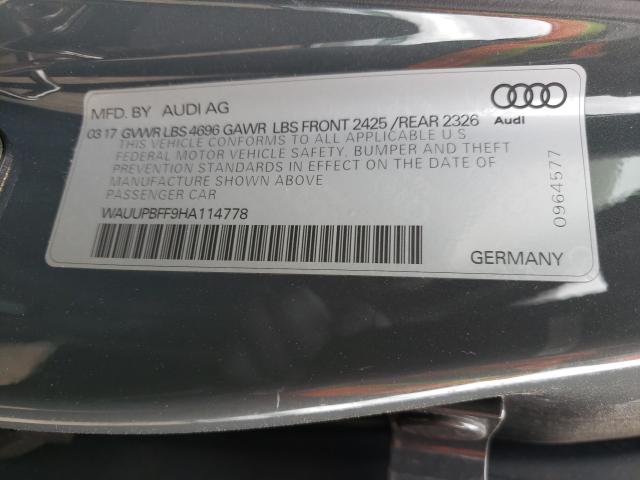 MFD. BY AUDI AG
Audi
03 17 GVWR LBS 4696 GAWR LBS FRONT 2425 /REAR 2326
THIS VEHICLE CONFORMS TO ALL APPLICABLE U.S
FEDERAL MOTOR VEHICLE SAFETY, BUMPER AND THEFT
PREVENTION STANDARDS IN EFFECT ON THE DATE OF
MANUFACTURE SHOWN ABOVE
PASSENGER CAR
WAUUPBFF9HA114778
0964577
GERMANY